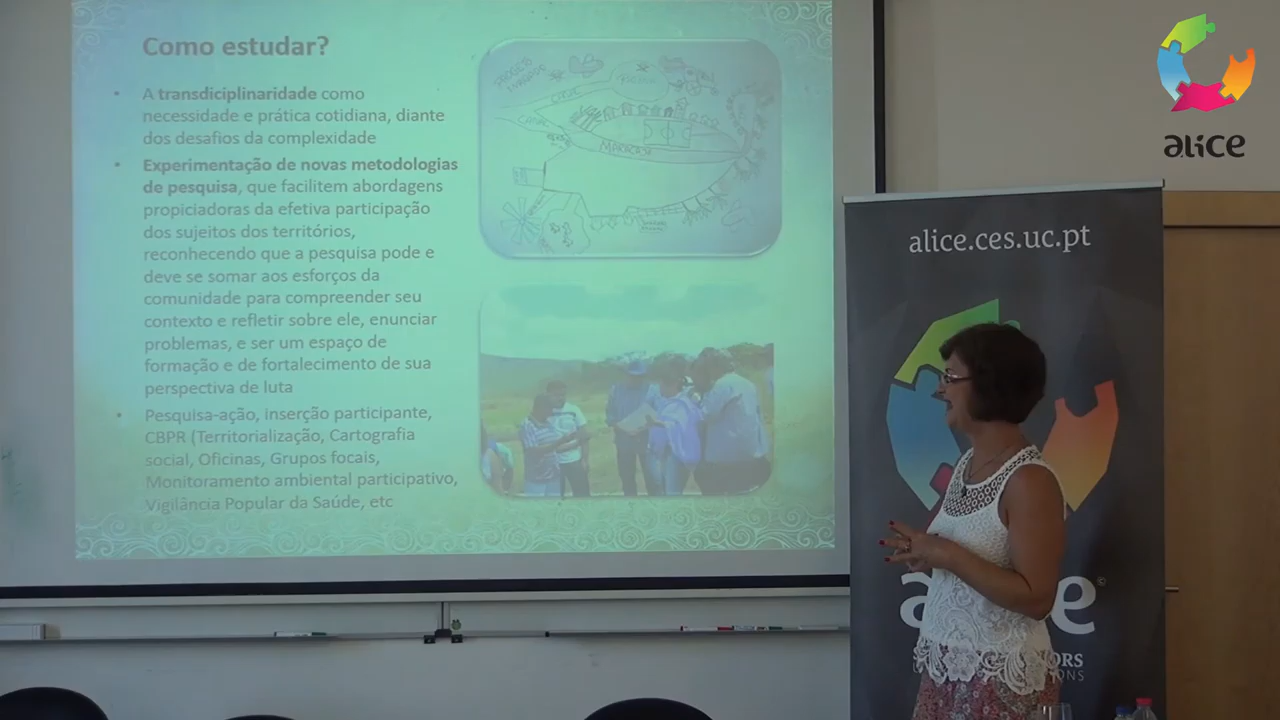 Como estudar?
• A transdiciplinaridade como
necessidade e prática cotidiana, diante
dos desafios da complexidade
• Experimentação de novas metodologias
de pesquisa, que facilitem abordagens
propiciadoras da efetiva participação
dos sujeitos dos territórios,
reconhecendo que a pesquisa pode e
deve se somar aos esforços da
comunidade para compreender seu
contexto e refletir sobre ele, enunciar
problemas, e ser um espaço de
formação e de fortalecimento de sua
perspectiva de luta
• Pesquisa-ação, inserção participante,
CBPR (Territorialização, Cartografia
social, Oficinas, Grupos focais,
Monitoramento ambiental participativo,
Vigilância Popular da Saúde, etc
alice
alice.ces.uc.pt